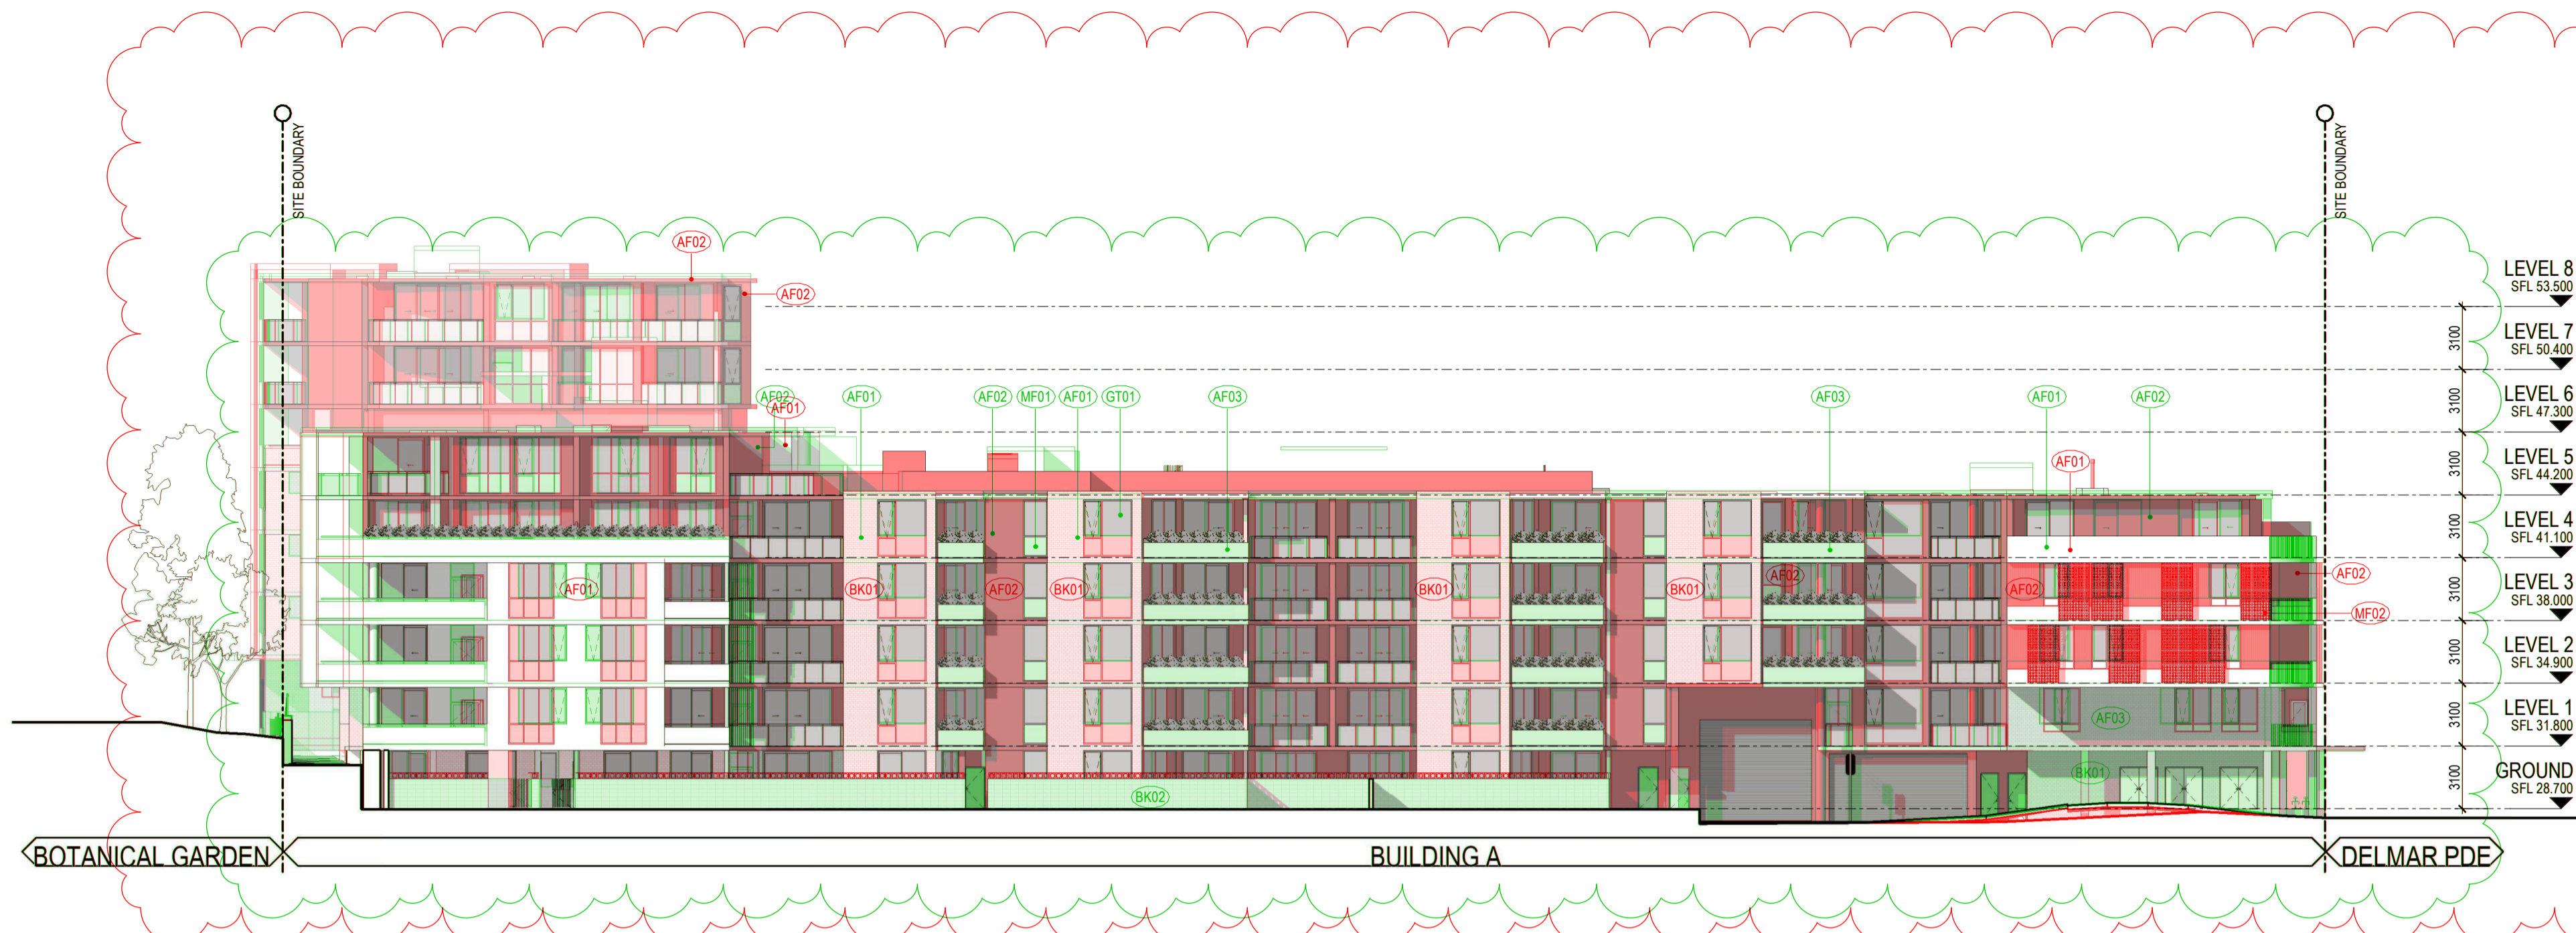 SITE BOUNDARY
SITE BOUNDARY
AF02
AF02
LEVEL 8
SFL 53.500
3100
LEVEL 7
SFL 50.400
AF02
AF01
AF01
AF02
MF01
AF01
GT01
AF03
AF03
AF01
AF02
3100
LEVEL 6
SFL 47.300
AF01
3100
LEVEL 5
SFL 44.200
3100
LEVEL 4
SFL 41.100
AF01
BK01
AF02
BK01
BK01
BK01
AF02
AF02
AF02
MF02
3100
LEVEL 3
SFL 38.000
3100
LEVEL 2
SFL 34.900
AF03
3100
LEVEL 1
SFL 31.800
BK02
BK01
3100
GROUND
SFL 28.700
BOTANICAL GARDEN
BUILDING A
DELMAR PDE